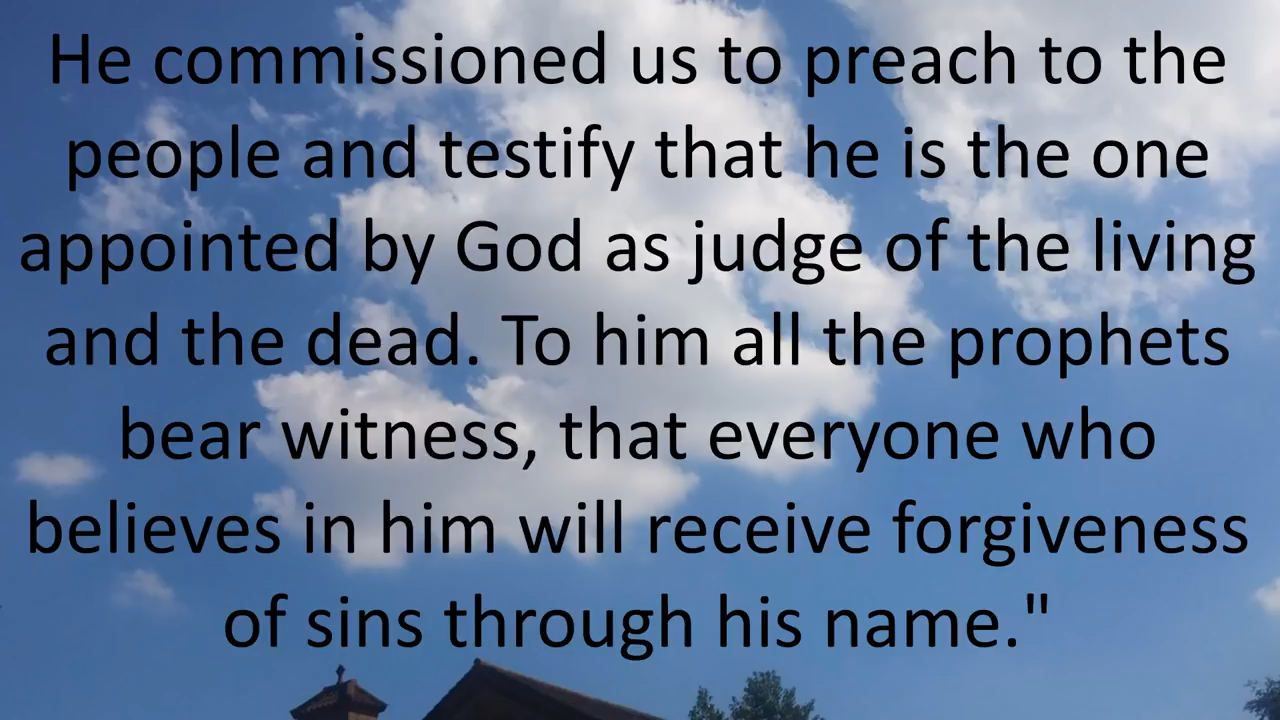 He commissioned us to preach to the
people and testify that he is the one
appointed by God as judge of the living
and the dead. To him all the prophets
bear witness, that everyone who
believes in him will receive forgiveness
of sins through his name."